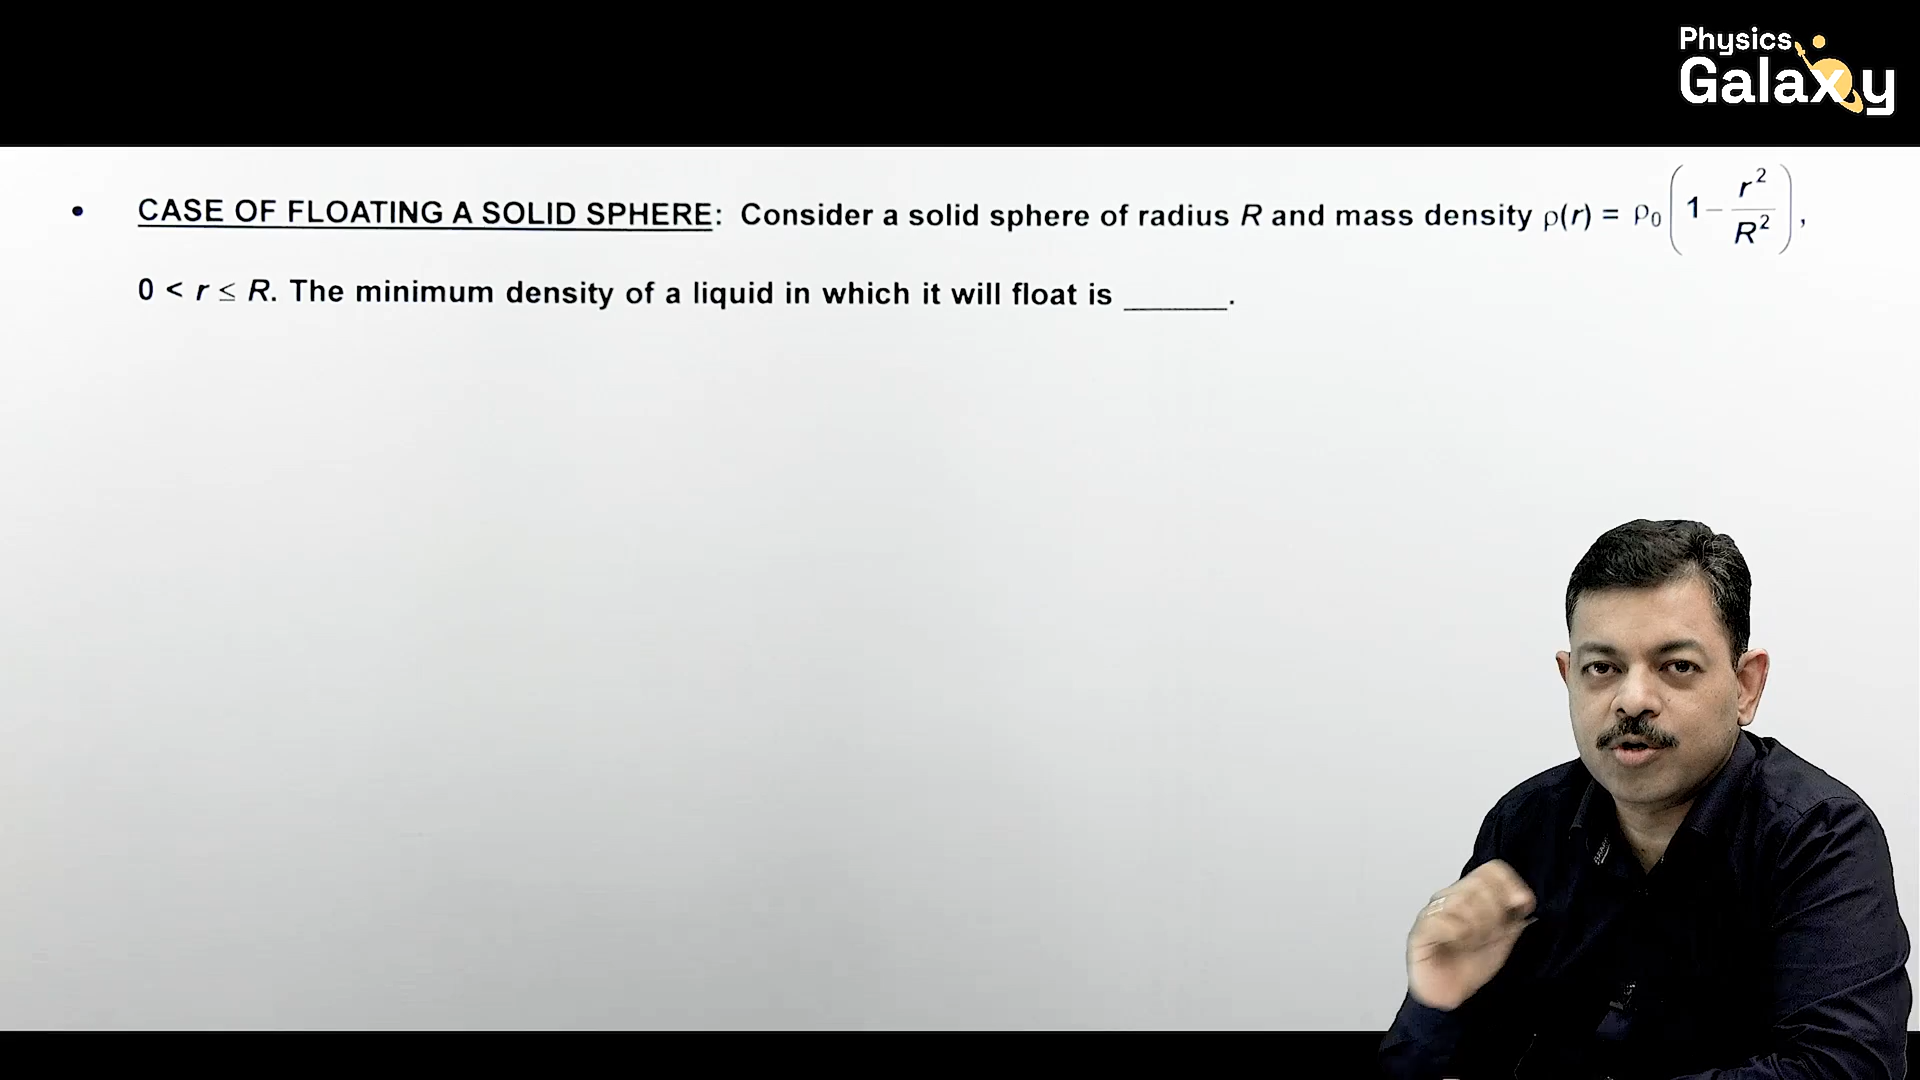 Physics
Galaxy
• CASE OF FLOATING A SOLID SPHERE: Consider a solid sphere of radius R and mass density ρ(r) = ρ₀(1 − r²/R²),
0 < r ≤ R. The minimum density of a liquid in which it will float is ______.